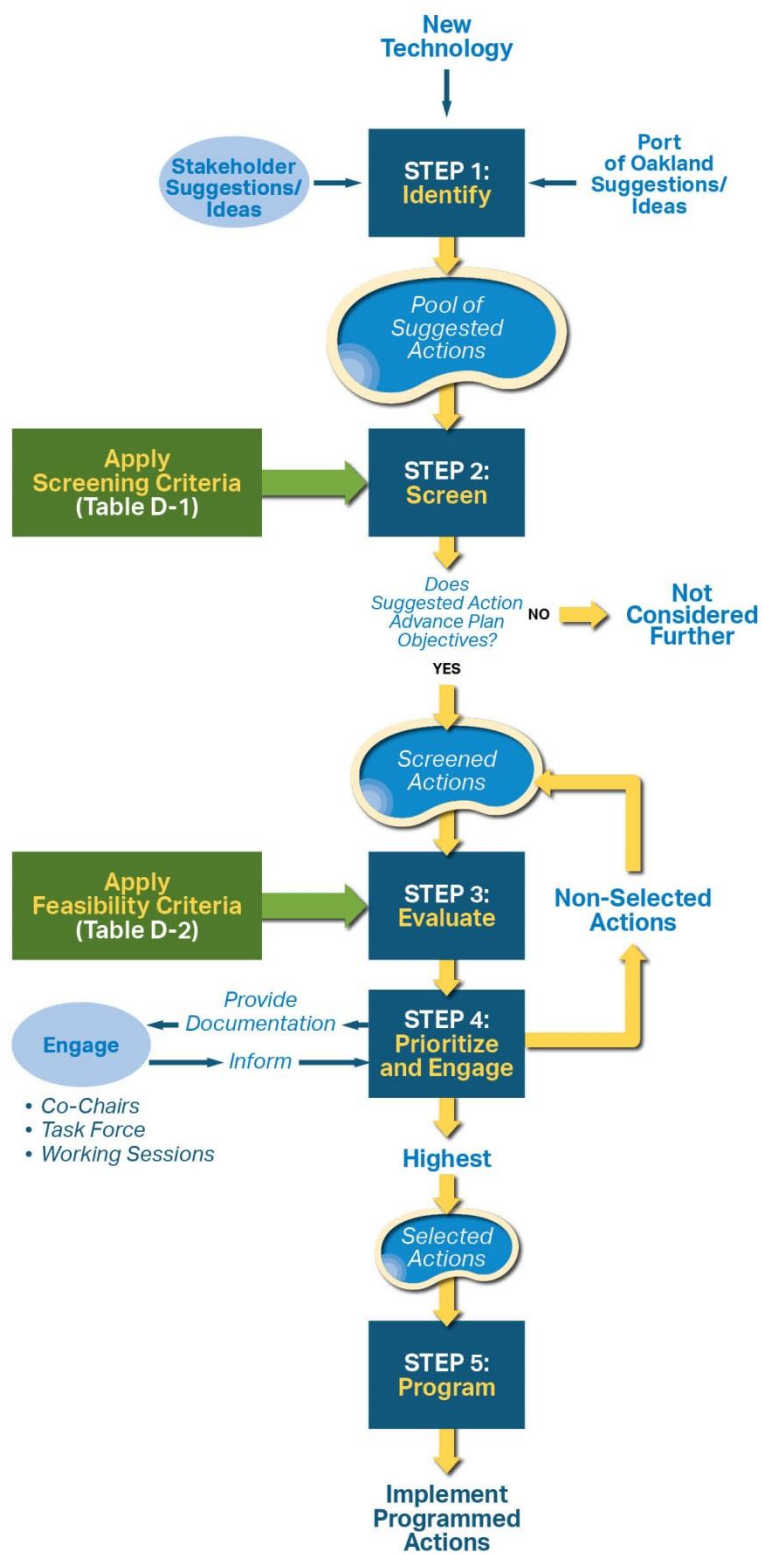 New
Technology
Stakeholder
Suggestions/
Ideas
STEP 1:
Identify
Port
of Oakland
Suggestions/
Ideas
Pool of
Suggested
Actions
Apply
Screening Criteria
(Table D-1)
STEP 2:
Screen
Does
Suggested Action
Advance Plan
Objectives?
NO
Not
Considered
Further
YES
Screened
Actions
Apply
Feasibility Criteria
(Table D-2)
STEP 3:
Evaluate
Non-Selected
Actions
Provide
Documentation
Engage
Inform
STEP 4:
Prioritize
and Engage
• Co-Chairs
• Task Force
• Working Sessions
Highest
Selected
Actions
STEP 5:
Program
Implement
Programmed
Actions